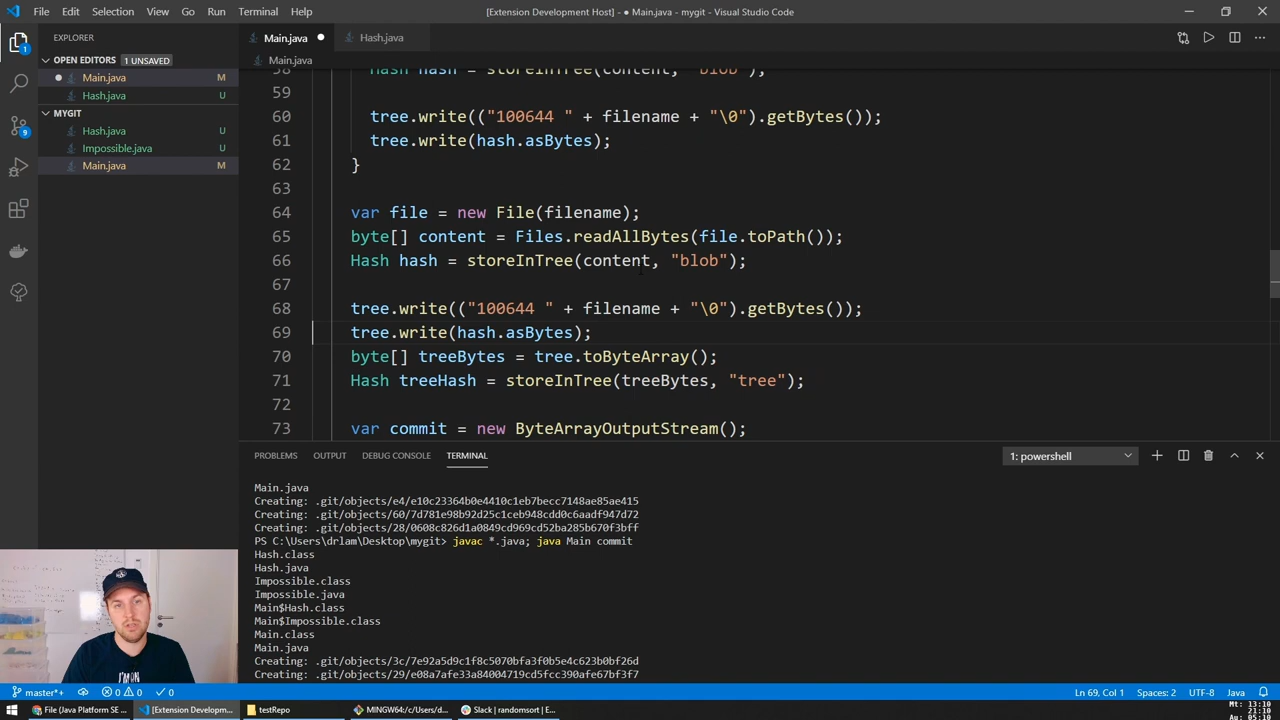 File Edit Selection View Go Run Terminal Help
[Extension Development Host] - ● Main.java - mygit - Visual Studio Code
EXPLORER
Main.java ●
Hash.java
OPEN EDITORS 1 UNSAVED
Main.java
● Main.java M
Hash.java U
MYGIT
Hash.java U
Impossible.java U
Main.java M
58 Hash hash = storeInTree(content, "blob");
59
60 tree.write(("100644 " + filename + "\0").getBytes());
61 tree.write(hash.asBytes);
62 }
63
64 var file = new File(filename);
65 byte[] content = Files.readAllBytes(file.toPath());
66 Hash hash = storeInTree(content, "blob");
67
68 tree.write(("100644 " + filename + "\0").getBytes());
69 tree.write(hash.asBytes);
70 byte[] treeBytes = tree.toByteArray();
71 Hash treeHash = storeInTree(treeBytes, "tree");
72
73 var commit = new ByteArrayOutputStream();
PROBLEMS OUTPUT DEBUG CONSOLE TERMINAL
1: powershell
Main.java
Creating: .git/objects/e4/e10c23364b0e4410c1eb7becc7148ae85ae415
Creating: .git/objects/60/7d781e98b92d25c1ceb948cdd0c6aadf947d72
Creating: .git/objects/28/0608c826d1a0849cd969cd52ba285b670f3bff
PS C:\Users\drlam\Desktop\mygit> javac *.java; java Main commit
Hash.class
Hash.java
Impossible.class
Impossible.java
Main$Hash.class
Main$Impossible.class
Main.class
Main.java
Creating: .git/objects/3c/7e92a5d9c1f8c5070bfa3f0b5e4c623b0bf26d
Creating: .git/objects/29/e08a7afe33a84004719cd5fcc390afe67bf3f7
master*+ 0 0 0
Ln 69, Col 1 Spaces: 2 UTF-8 LF Java
File (Java Platform SE ...
[Extension Developm...
testRepo
MINGW64:/c/Users/d...
Slack | randomsort | E...
Mt: 13:10
21:10